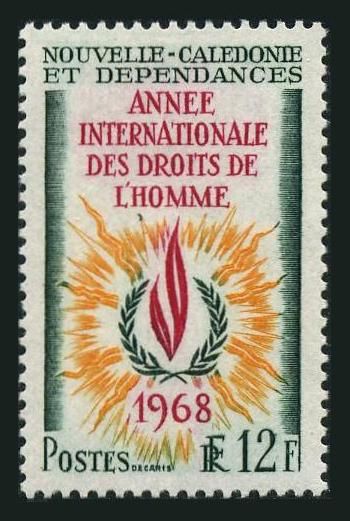 NOUVELLE-CALEDONIE
ET DEPENDANCES
ANNEE
INTERNATIONALE
DES DROITS DE
L'HOMME
1968
POSTES DECARIS RF 12F